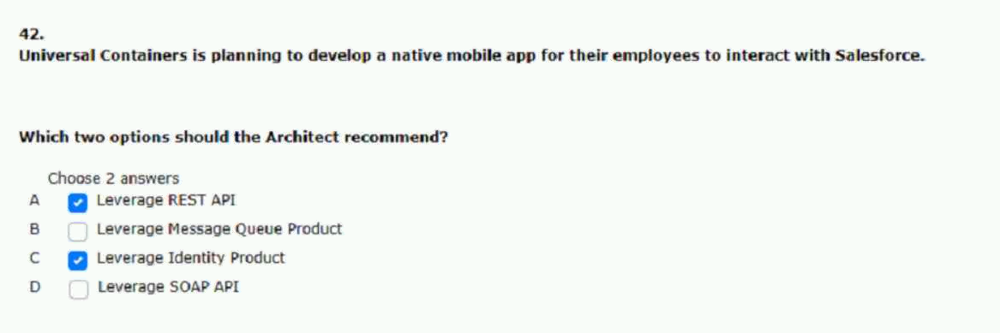 42.
Universal Containers is planning to develop a native mobile app for their employees to interact with Salesforce.
Which two options should the Architect recommend?
Choose 2 answers
A Leverage REST API
B Leverage Message Queue Product
C Leverage Identity Product
D Leverage SOAP API